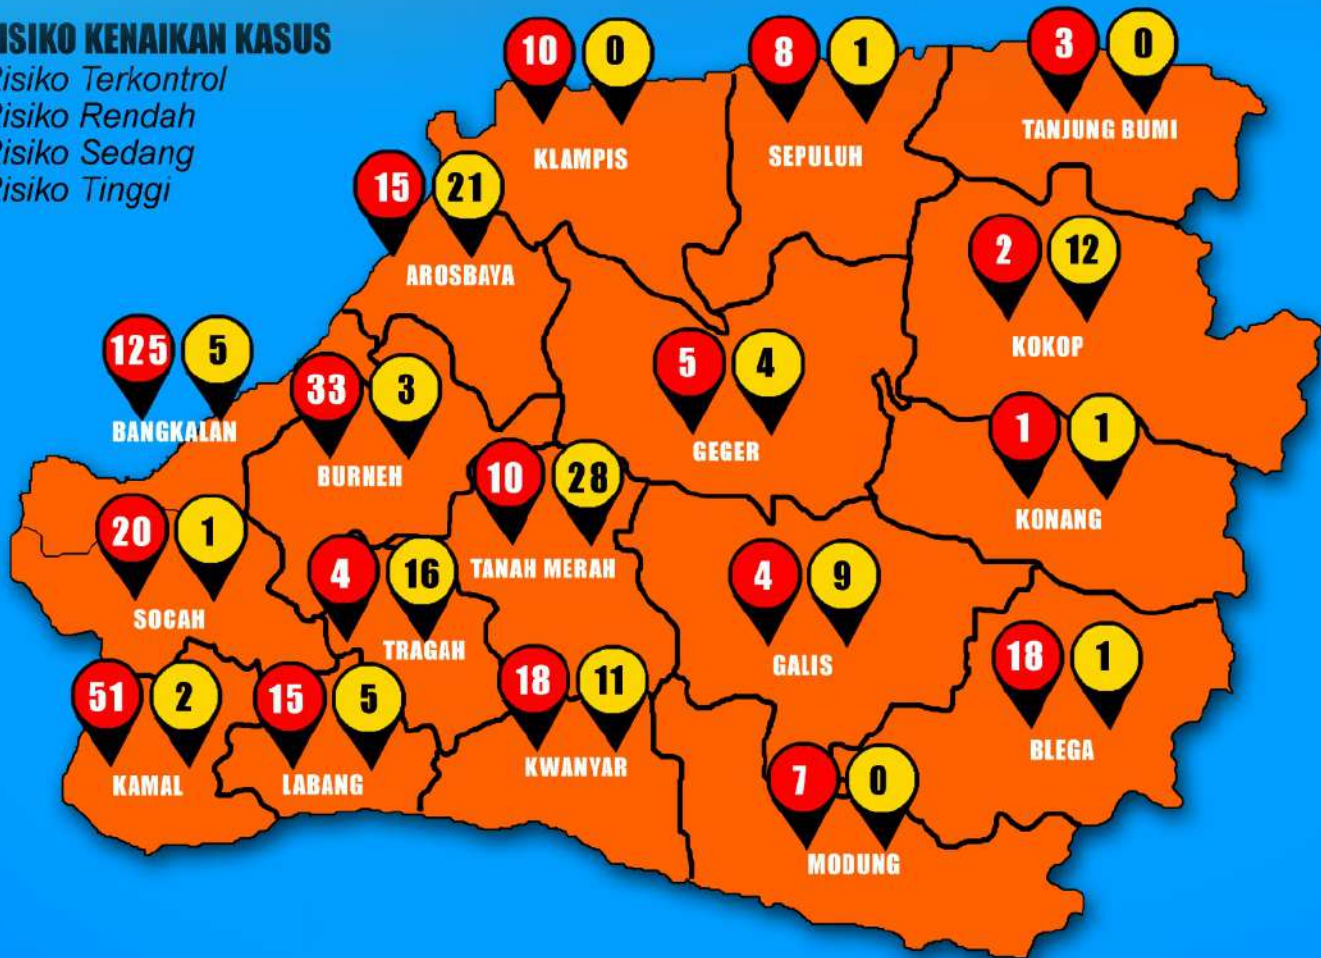 ISIKO KENAIKAN KASUS
isiko Terkontrol
isiko Rendah
isiko Sedang
isiko Tinggi
10 0
KLAMPIS
8 1
SEPULUH
3 0
TANJUNG BUMI
15 21
AROSBAYA
2 12
KOKOP
125 5
BANGKALAN
33 3
BURNEH
5 4
GEGER
1 1
KONANG
10 28
TANAH MERAH
20 1
SOCAH
4 16
TRAGAH
4 9
GALIS
18 1
BLEGA
51 2
KAMAL
15 5
LABANG
18 11
KWANYAR
7 0
MODUNG